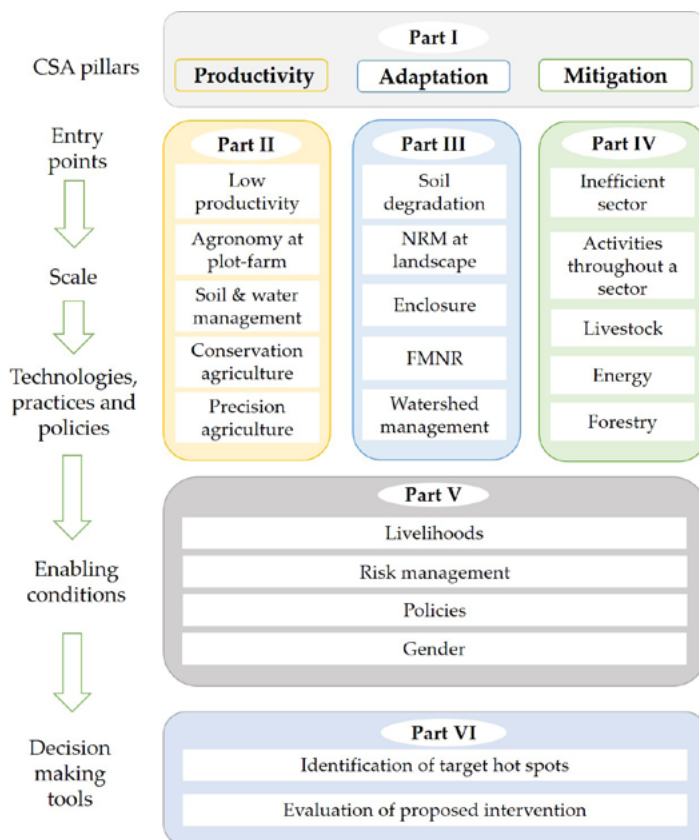 Part I
CSA pillars
Productivity
Adaptation
Mitigation
Entry
points
Scale
Technologies,
practices and
policies
Part II
Low
productivity
Agronomy at
plot-farm
Soil & water
management
Conservation
agriculture
Precision
agriculture
Part III
Soil
degradation
NRM at
landscape
Enclosure
FMNR
Watershed
management
Part IV
Inefficient
sector
Activities
throughout a
sector
Livestock
Energy
Forestry
Enabling
conditions
Part V
Livelihoods
Risk management
Policies
Gender
Decision
making
tools
Part VI
Identification of target hot spots
Evaluation of proposed intervention